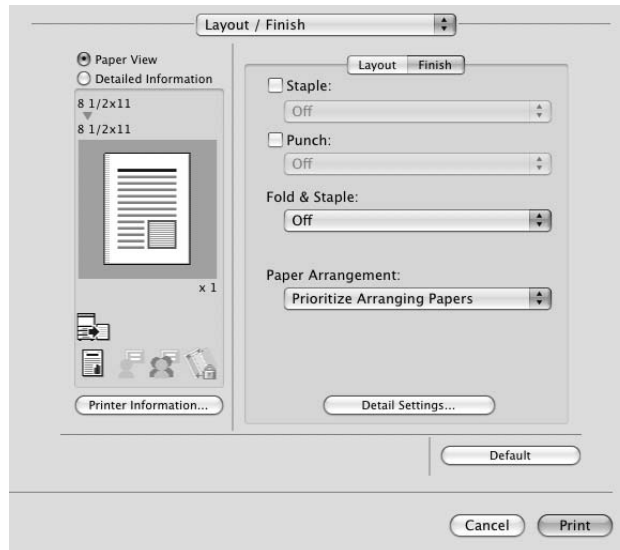 Layout / Finish
Paper View
Detailed Information
8 1/2x11
8 1/2x11
x 1
Printer Information...
Layout Finish
Staple:
Off
Punch:
Off
Fold & Staple:
Off
Paper Arrangement:
Prioritize Arranging Papers
Detail Settings...
Default
Cancel Print